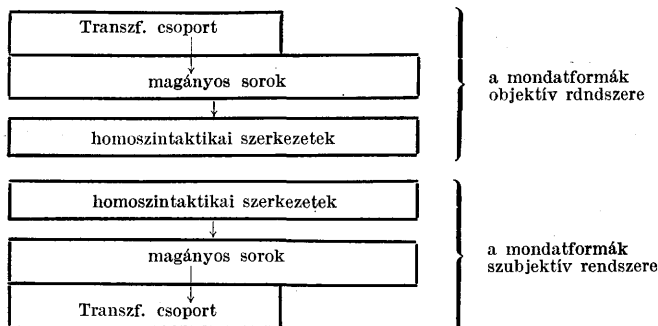 Transzf. csoport
magányos sorok
homoszintaktikai szerkezetek
a mondatformák
objektív rdndszere
homoszintaktikai szerkezetek
magányos sorok
Transzf. csoport
a mondatformák
szubjektív rendszere